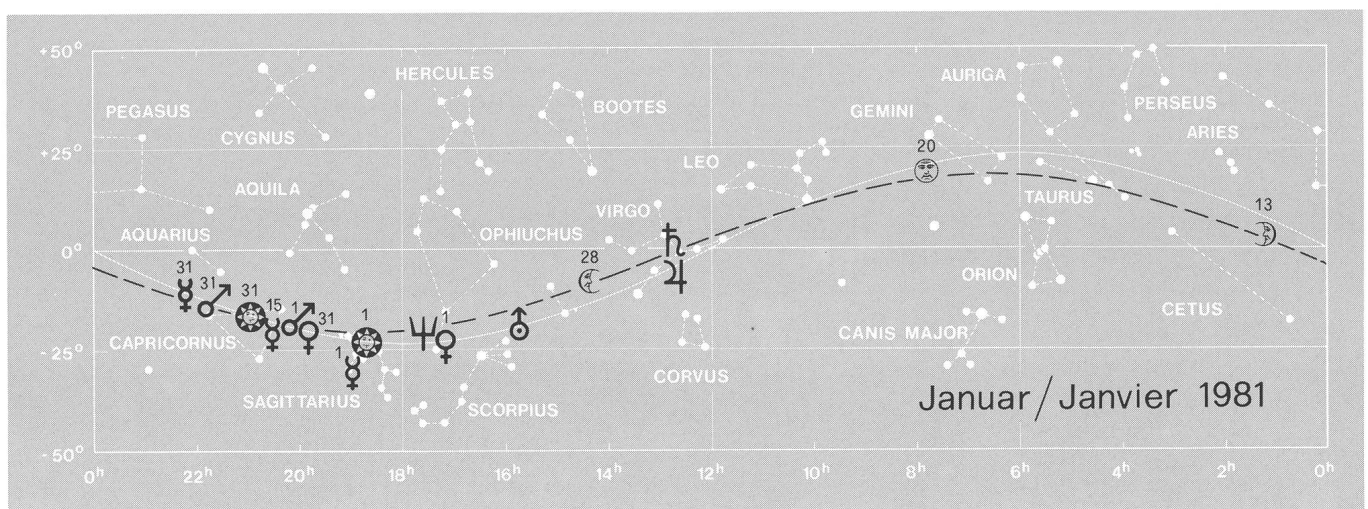 +50°
HERCULES
AURIGA
PEGASUS
BOOTES
GEMINI
PERSEUS
CYGNUS
ARIES
+25°
20
LEO
AQUILA
TAURUS
VIRGO
13
AQUARIUS
OPHIUCHUS
0°
31
28
31
ORION
31
15
1
31
1
1
CETUS
CAPRICORNUS
CANIS MAJOR
-25°
1
CORVUS
SAGITTARIUS
SCORPIUS
Januar/Janvier 1981
-50°
0h 22h 20h 18h 16h 14h 12h 10h 8h 6h 4h 2h 0h